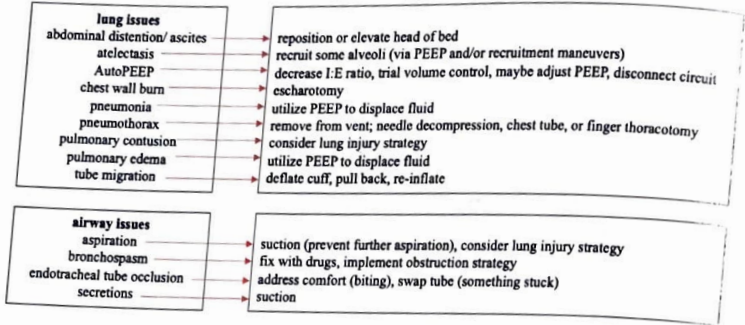 lung issues
abdominal distention/ ascites reposition or elevate head of bed
atelectasis recruit some alveoli (via PEEP and/or recruitment maneuvers)
AutoPEEP decrease I:E ratio, trial volume control, maybe adjust PEEP, disconnect circuit
chest wall burn escharotomy
pneumonia utilize PEEP to displace fluid
pneumothorax remove from vent; needle decompression, chest tube, or finger thoracotomy
pulmonary contusion consider lung injury strategy
pulmonary edema utilize PEEP to displace fluid
tube migration deflate cuff, pull back, re-inflate
airway issues
aspiration suction (prevent further aspiration), consider lung injury strategy
bronchospasm fix with drugs, implement obstruction strategy
endotracheal tube occlusion address comfort (biting), swap tube (something stuck)
secretions suction